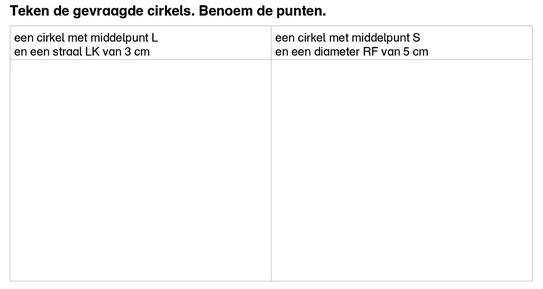 Teken de gevraagde cirkels. Benoem de punten.
een cirkel met middelpunt L
en een straal LK van 3 cm
een cirkel met middelpunt S
en een diameter RF van 5 cm